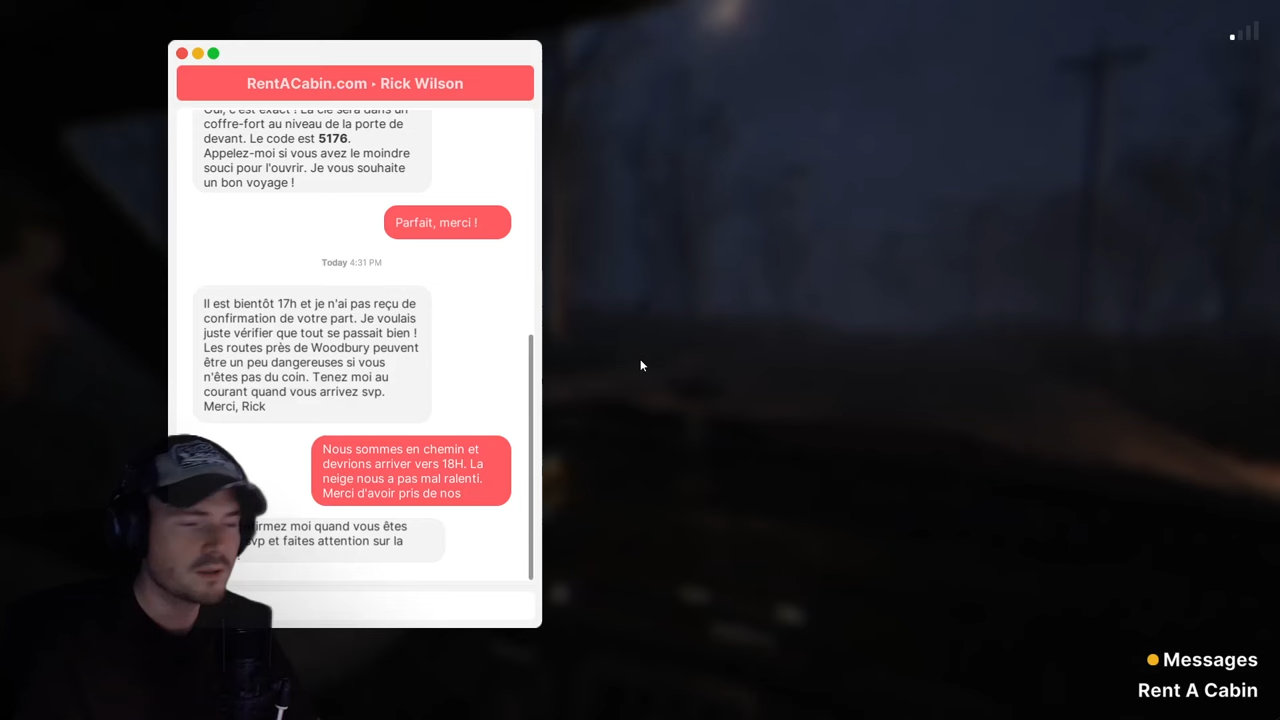 RentACabin.com ▸ Rick Wilson
Oui, c'est exact ! La clé sera dans un
coffre-fort au niveau de la porte de
devant. Le code est 5176.
Appelez-moi si vous avez le moindre
souci pour l'ouvrir. Je vous souhaite
un bon voyage !
Parfait, merci !
Today 4:31 PM
Il est bientôt 17h et je n'ai pas reçu de
confirmation de votre part. Je voulais
juste vérifier que tout se passait bien !
Les routes près de Woodbury peuvent
être un peu dangereuses si vous
n'êtes pas du coin. Tenez moi au
courant quand vous arrivez svp.
Merci, Rick
Nous sommes en chemin et
devrions arriver vers 18H. La
neige nous a pas mal ralenti.
Merci d'avoir pris de nos
moi quand vous êtes
et faites attention sur la
Messages
Rent A Cabin